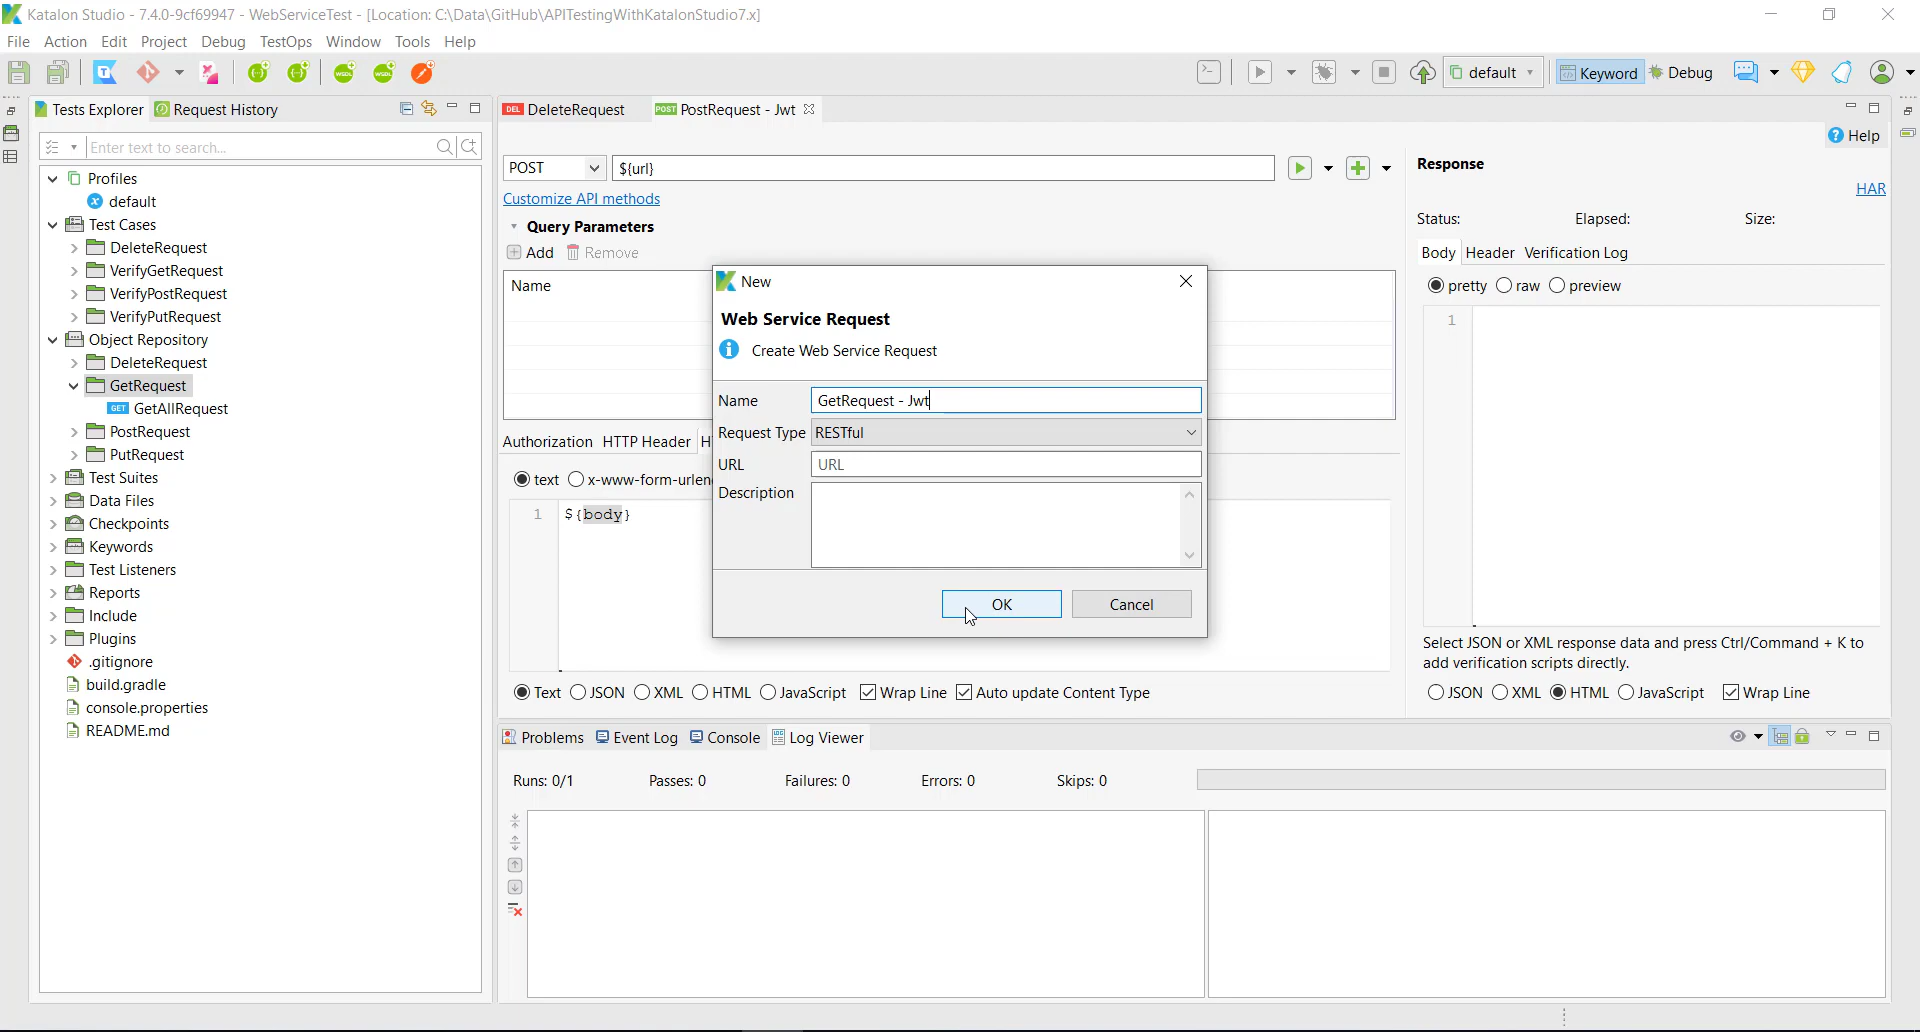 Katalon Studio - 7.4.0-9cf69947 - WebServiceTest - [Location: C:\Data\GitHub\APITestingWithKatalonStudio7.x]
File Action Edit Project Debug TestOps Window Tools Help
default Keyword Debug
Tests Explorer Request History
DEL DeleteRequest POST PostRequest - Jwt
Help
Enter text to search...
Profiles
default
Test Cases
DeleteRequest
VerifyGetRequest
VerifyPostRequest
VerifyPutRequest
Object Repository
DeleteRequest
GetRequest
GET GetAllRequest
PostRequest
PutRequest
Test Suites
Data Files
Checkpoints
Keywords
Test Listeners
Reports
Include
Plugins
.gitignore
build.gradle
console.properties
README.md
POST ${url}
Customize API methods
Query Parameters
Add Remove
Name
Authorization HTTP Header H
text x-www-form-urlen
1 ${body}
Text JSON XML HTML JavaScript Wrap Line Auto update Content Type
New
Web Service Request
Create Web Service Request
Name GetRequest - Jwt
Request Type RESTful
URL URL
Description
OK Cancel
Response
HAR
Status: Elapsed: Size:
Body Header Verification Log
pretty raw preview
1
Select JSON or XML response data and press Ctrl/Command + K to
add verification scripts directly.
JSON XML HTML JavaScript Wrap Line
Problems Event Log Console Log Viewer
Runs: 0/1 Passes: 0 Failures: 0 Errors: 0 Skips: 0